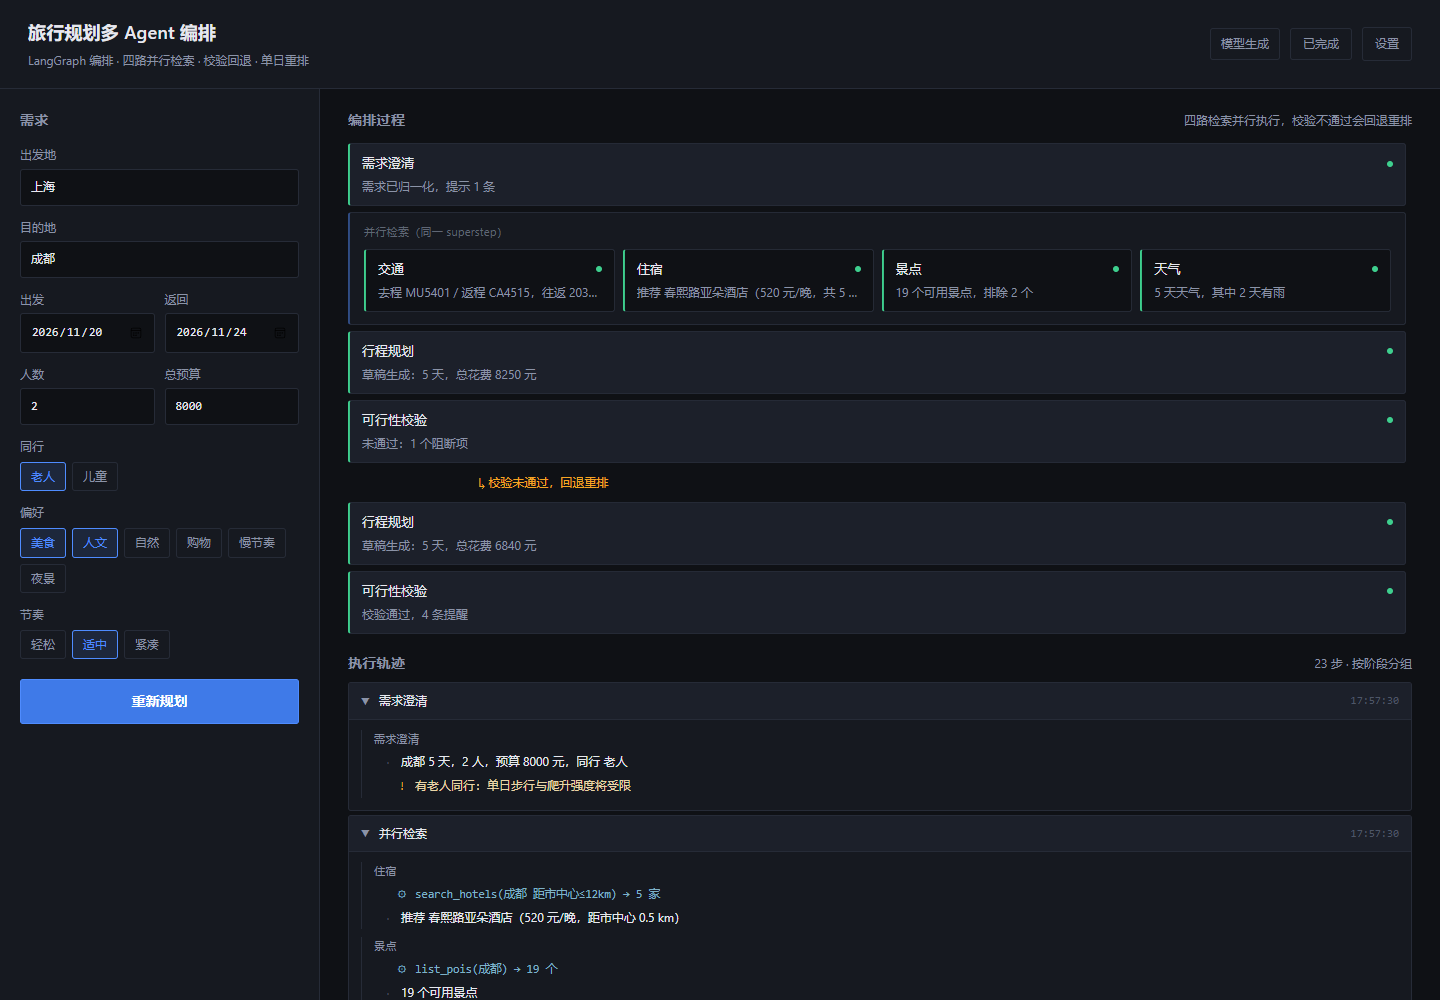 旅行规划多 Agent 编排
LangGraph 编排 · 四路并行检索 · 校验回退 · 单日重排
模型生成
已完成
设置
需求
出发地
上海
目的地
成都
出发
返回
2026/11/20
2026/11/24
人数
总预算
2
8000
同行
老人
儿童
偏好
美食
人文
自然
购物
慢节奏
夜景
节奏
轻松
适中
紧凑
重新规划
编排过程
四路检索并行执行，校验不通过会回退重排
需求澄清
需求已归一化，提示 1 条
并行检索（同一 superstep）
交通
去程 MU5401 / 返程 CA4515，往返 203...
住宿
推荐 春熙路亚朵酒店（520 元/晚，共 5 ...
景点
19 个可用景点，排除 2 个
天气
5 天天气，其中 2 天有雨
行程规划
草稿生成：5 天，总花费 8250 元
可行性校验
未通过：1 个阻断项
↳ 校验未通过，回退重排
行程规划
草稿生成：5 天，总花费 6840 元
可行性校验
校验通过，4 条提醒
执行轨迹
23 步 · 按阶段分组
▼ 需求澄清
17:57:30
需求澄清
· 成都 5 天，2 人，预算 8000 元，同行 老人
! 有老人同行：单日步行与爬升强度将受限
▼ 并行检索
17:57:30
住宿
⚙ search_hotels(成都 距市中心≤12km) → 5 家
· 推荐 春熙路亚朵酒店（520 元/晚，距市中心 0.5 km）
景点
⚙ list_pois(成都) → 19 个
· 19 个可用景点